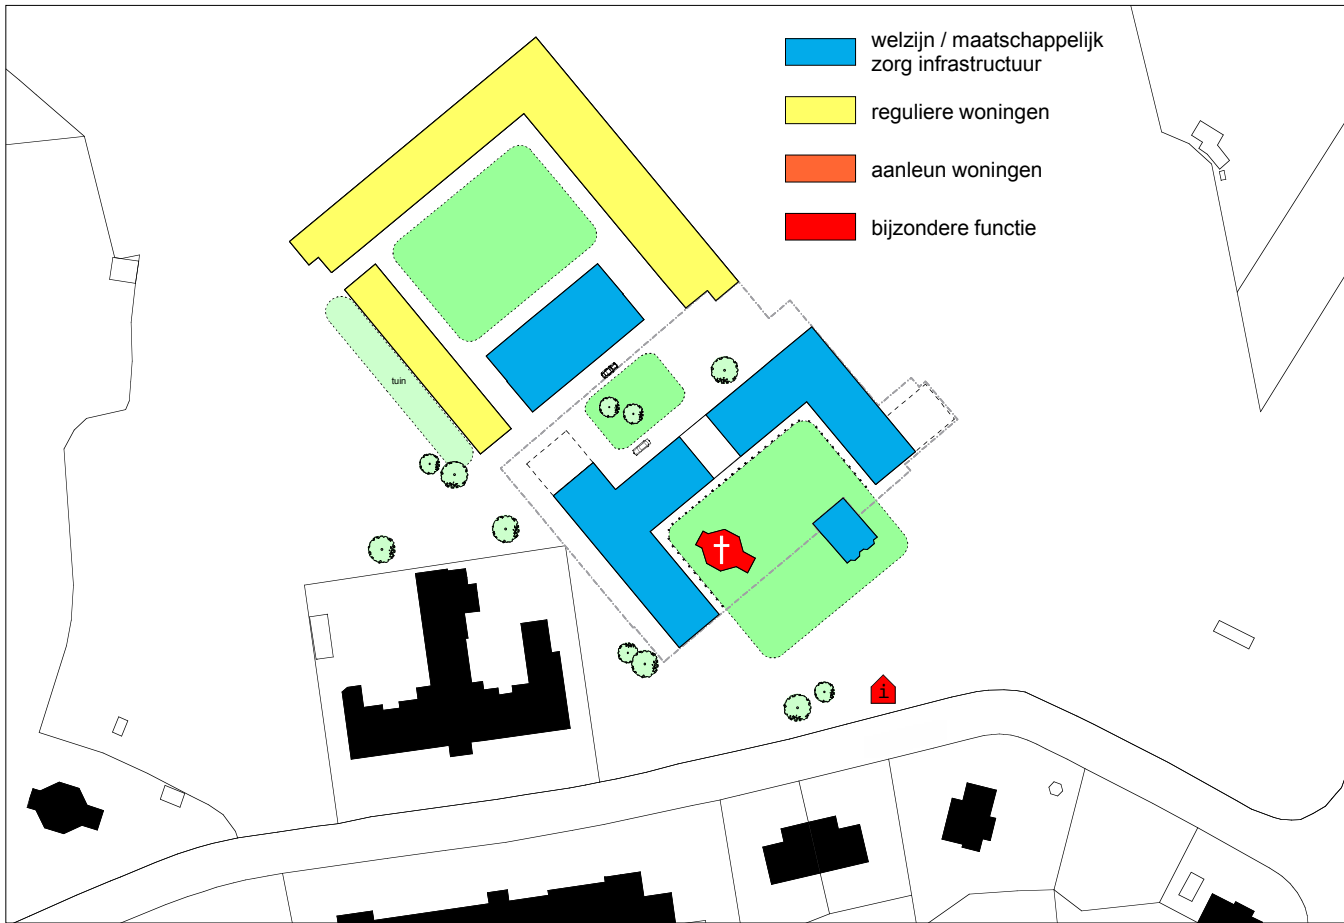 welzijn / maatschappelijk
zorg infrastructuur
reguliere woningen
aanleun woningen
bijzondere functie
tuin
i